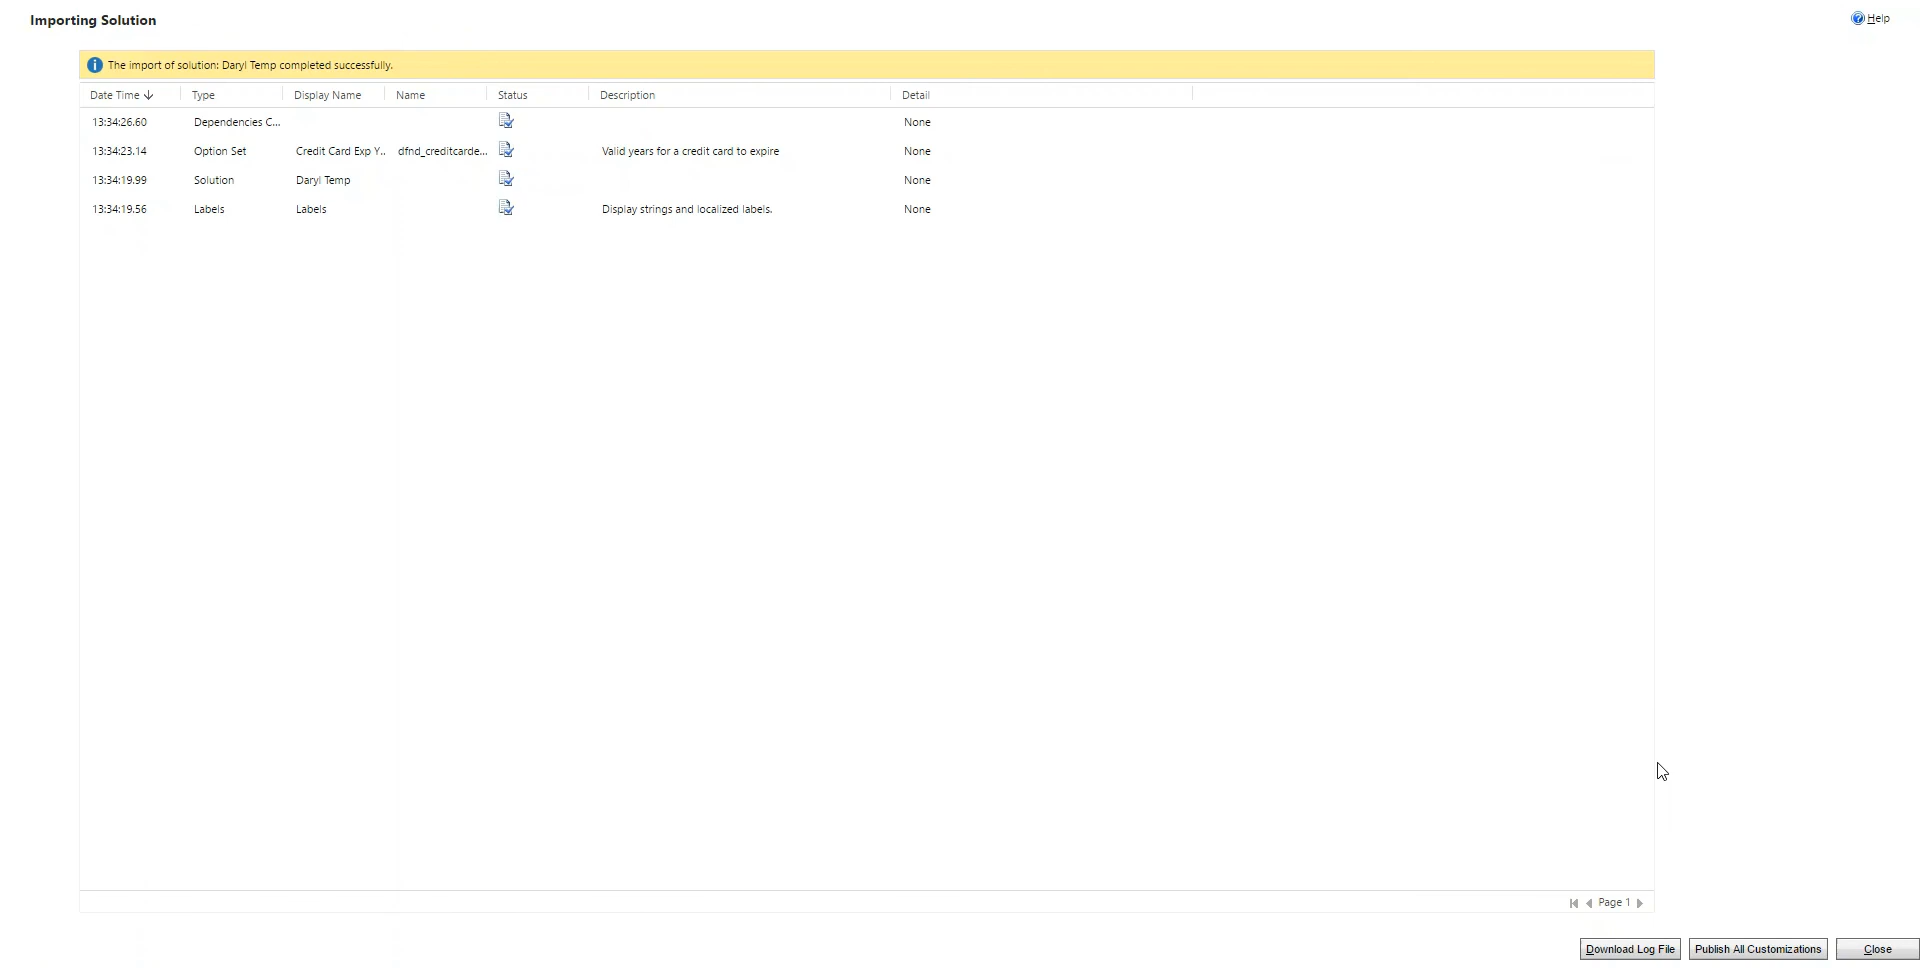 Importing Solution
Help
The import of solution: Daryl Temp completed successfully.
Date Time Type Display Name Name Status Description Detail
13:34:26.60 Dependencies C... None
13:34:23.14 Option Set Credit Card Exp Y.. dfnd_creditcarde... Valid years for a credit card to expire None
13:34:19.99 Solution Daryl Temp None
13:34:19.56 Labels Labels Display strings and localized labels. None
Page 1
Download Log File Publish All Customizations Close